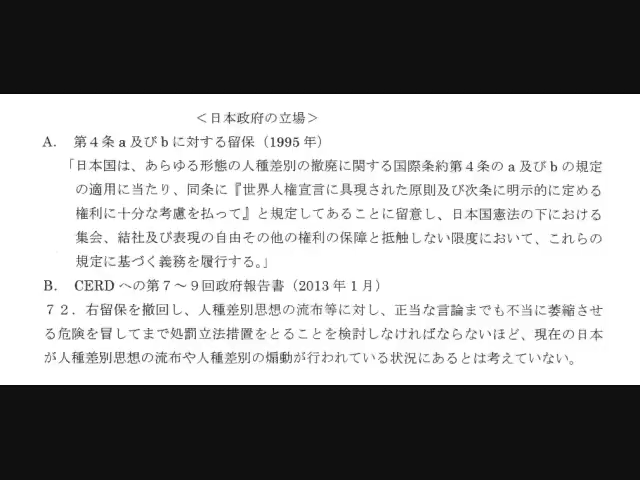 ＜日本政府の立場＞
A. 第４条 a 及び b に対する留保（1995 年）
「日本国は、あらゆる形態の人種差別の撤廃に関する国際条約第４条の a 及び b の規定
の適用に当たり、同条に『世界人権宣言に具現された原則及び次条に明示的に定める
権利に十分な考慮を払って』と規定してあることに留意し、日本国憲法の下における
集会、結社及び表現の自由その他の権利の保障と抵触しない限度において、これらの
規定に基づく義務を履行する。」
B. CERD への第７～９回政府報告書（2013 年１月）
７２．右留保を撤回し、人種差別思想の流布等に対し、正当な言論までも不当に萎縮させ
る危険を冒してまで処罰立法措置をとることを検討しなければならないほど、現在の日本
が人種差別思想の流布や人種差別の煽動が行われている状況にあるとは考えていない。